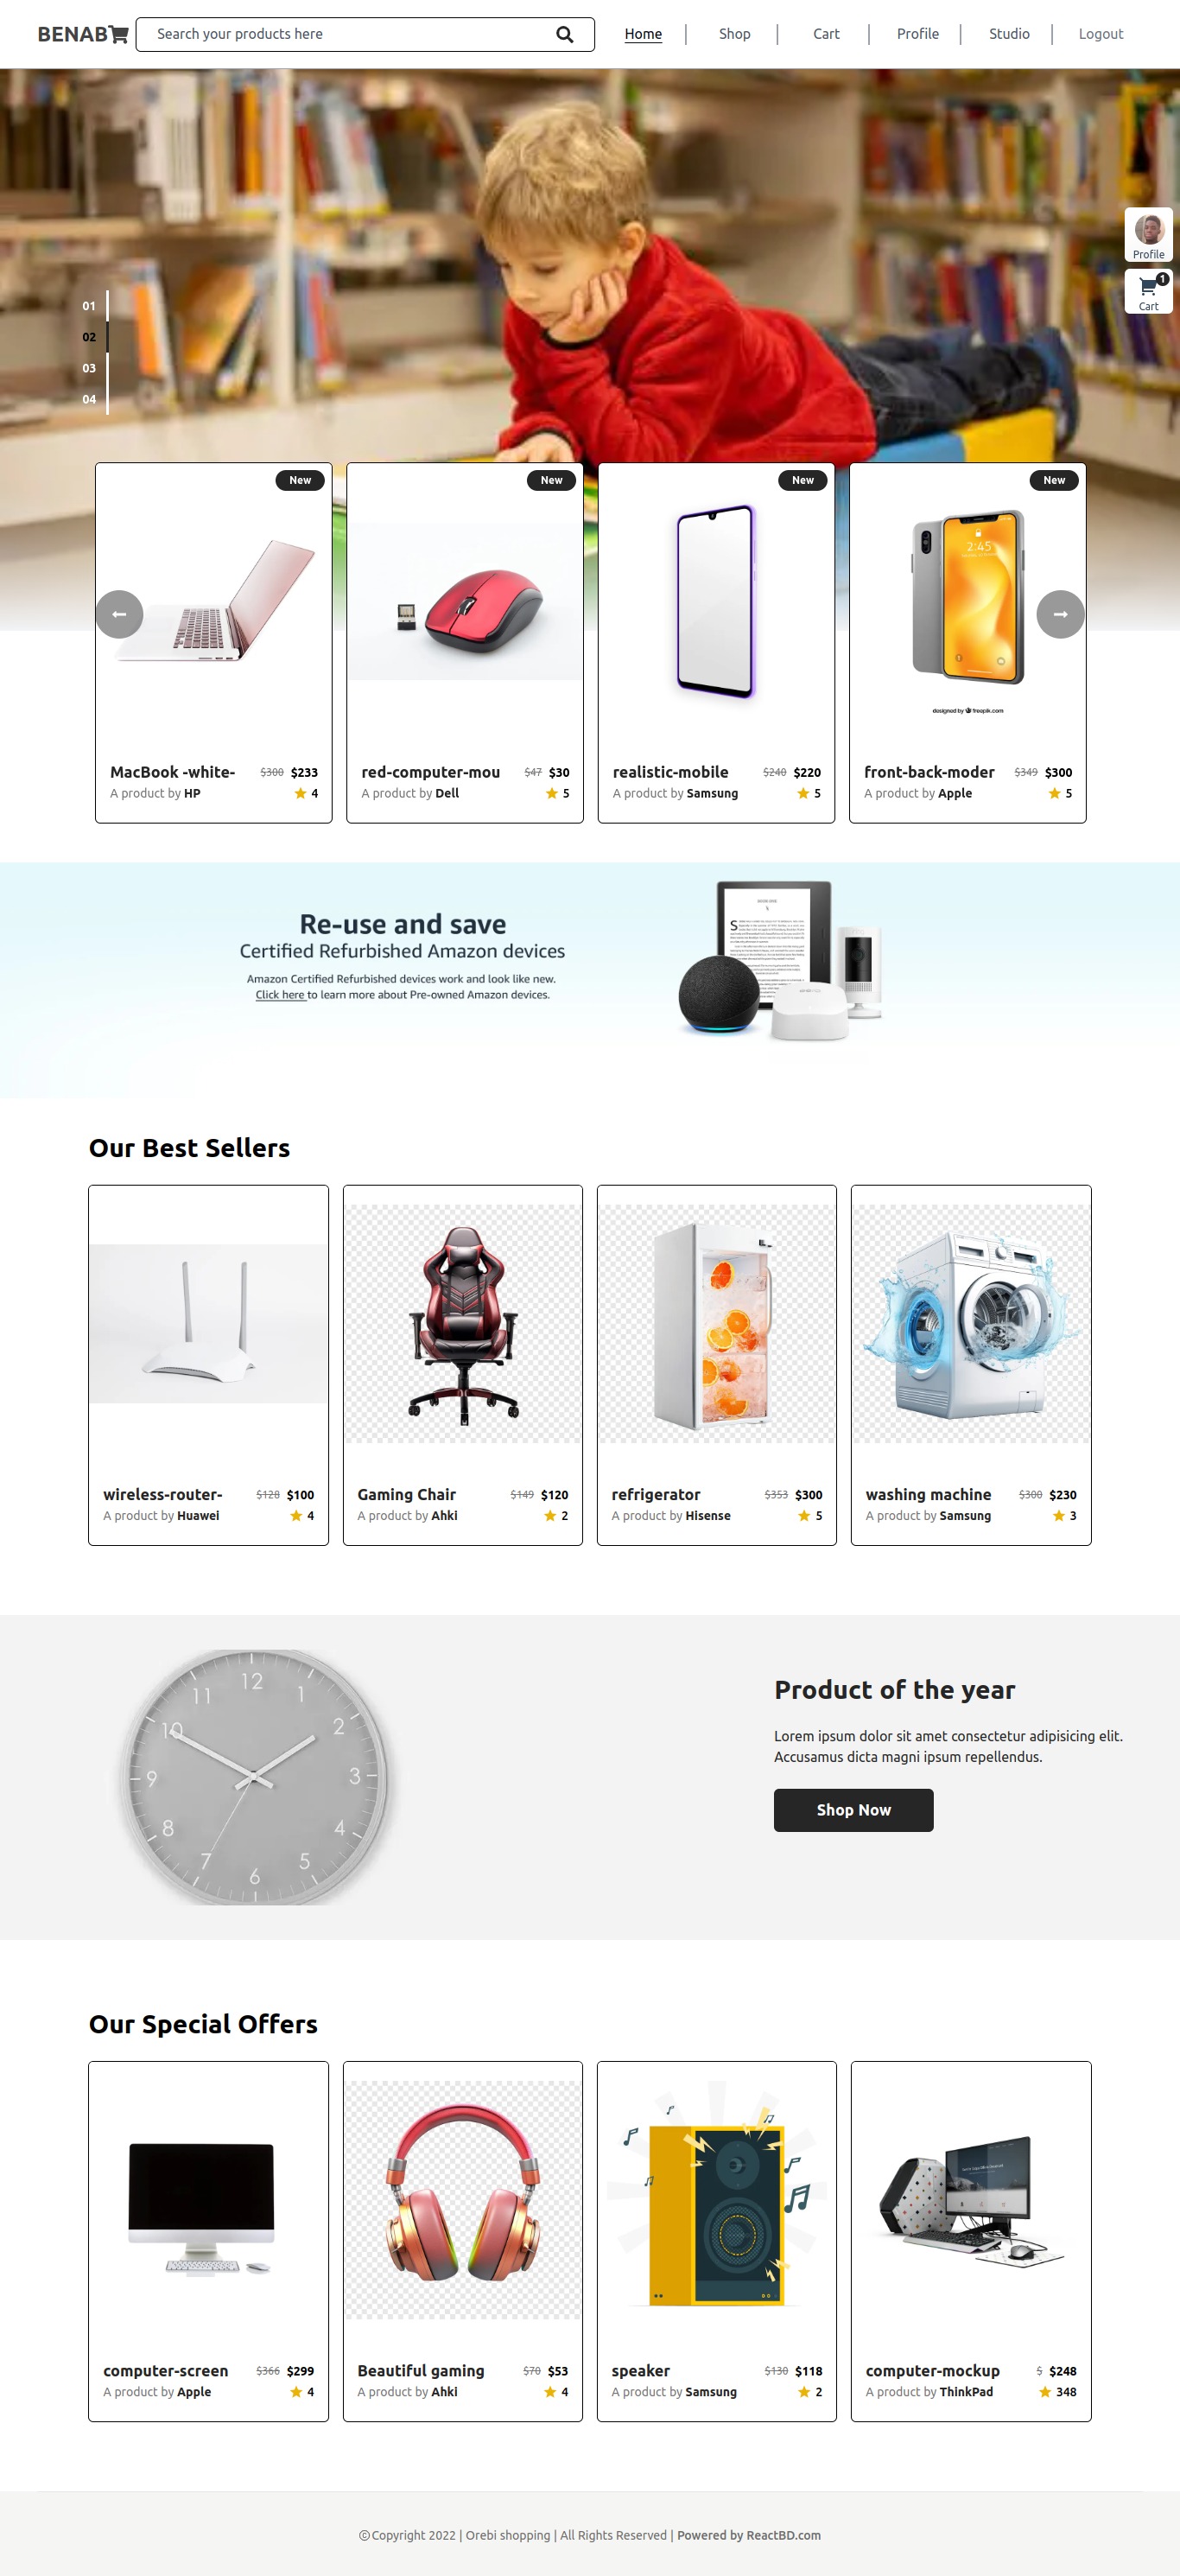 BENAB
Search your products here
Home
Shop
Cart
Profile
Studio
Logout
Profile
1
Cart
01
02
03
04
New
New
New
New
2:45
designed by freepik.com
MacBook -white- $300 $233
A product by HP 4
red-computer-mou $47 $30
A product by Dell 5
realistic-mobile $240 $220
A product by Samsung 5
front-back-moder $349 $300
A product by Apple 5
Re-use and save
Certified Refurbished Amazon devices
Amazon Certified Refurbished devices work and look like new.
Click here to learn more about Pre-owned Amazon devices.
Our Best Sellers
wireless-router- $128 $100
A product by Huawei 4
Gaming Chair $149 $120
A product by Ahki 2
refrigerator $353 $300
A product by Hisense 5
washing machine $300 $230
A product by Samsung 3
12
1
2
3
4
5
6
7
8
9
10
11
Product of the year
Lorem ipsum dolor sit amet consectetur adipisicing elit.
Accusamus dicta magni ipsum repellendus.
Shop Now
Our Special Offers
computer-screen $366 $299
A product by Apple 4
Beautiful gaming $70 $53
A product by Ahki 4
speaker $130 $118
A product by Samsung 2
computer-mockup $ $248
A product by ThinkPad 348
©Copyright 2022 | Orebi shopping | All Rights Reserved | Powered by ReactBD.com